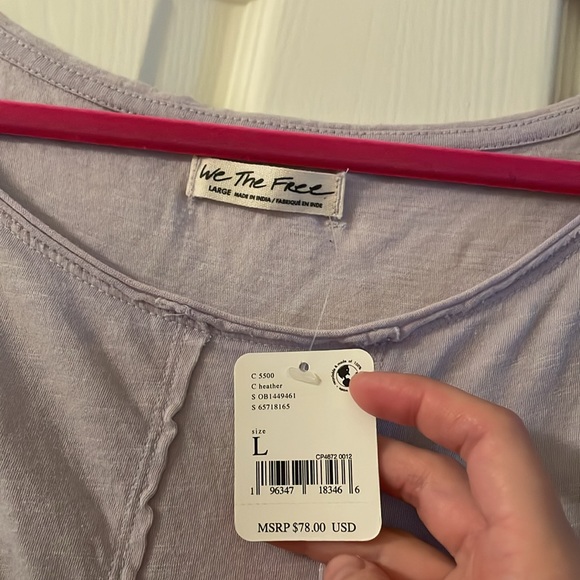 We The Free
LARGE MADE IN INDIA / FABRIQUÉ EN INDE
C 5500
C heather
S OB1449461
S 65718165
size
L
CP4672 0012
1 96347 18346 6
MSRP $78.00 USD